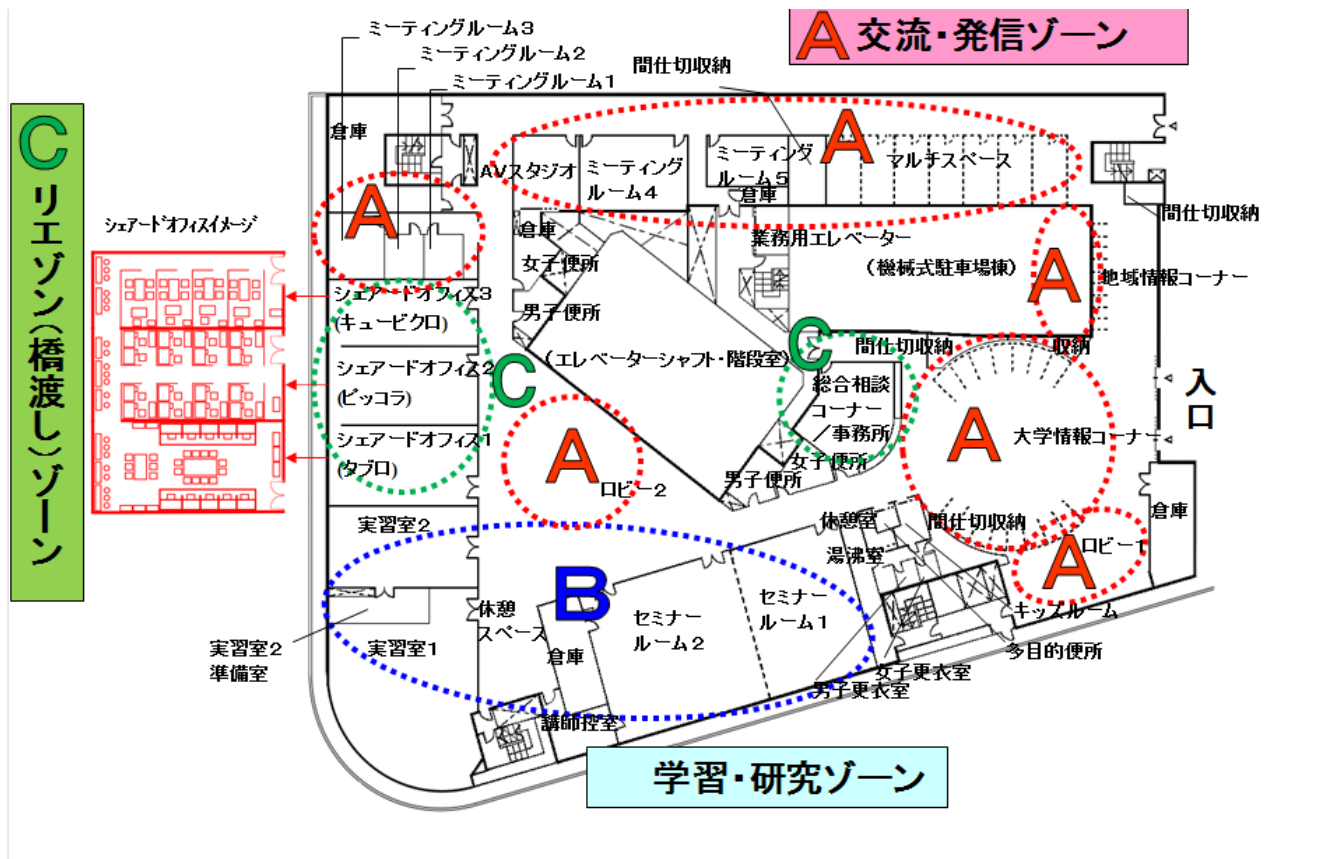 A 交流・発信ゾーン
ミーティングルーム3
ミーティングルーム2
ミーティングルーム1
間仕切収納
C リエゾン(橋渡し)ゾーン
倉庫
AVスタジオ
ミーティング
ルーム4
ミーティング
ルーム5
A
マルチスペース
倉庫
間仕切収納
A
シェアードオフィスイメージ
倉庫
女子便所
男子便所
業務用エレベーター
(機械式駐車場棟)
A
地域情報コーナー
シェアードオフィス3
(キュービクロ)
シェアードオフィス2
(ピッコラ)
シェアードオフィス1
(タブロ)
C
(エレベーターシャフト・階段室)
C
間仕切収納
収納
総合相談
コーナー
/事務所
入口
A
大学情報コーナー
女子便所
男子便所
A
ロビー2
実習室2
休憩室
湯沸室
間仕切収納
倉庫
ロビー1
A
B
休憩
スペース
倉庫
セミナー
ルーム2
セミナー
ルーム1
キッズルーム
多目的便所
女子更衣室
男子更衣室
実習室2
準備室
実習室1
講師控室
学習・研究ゾーン